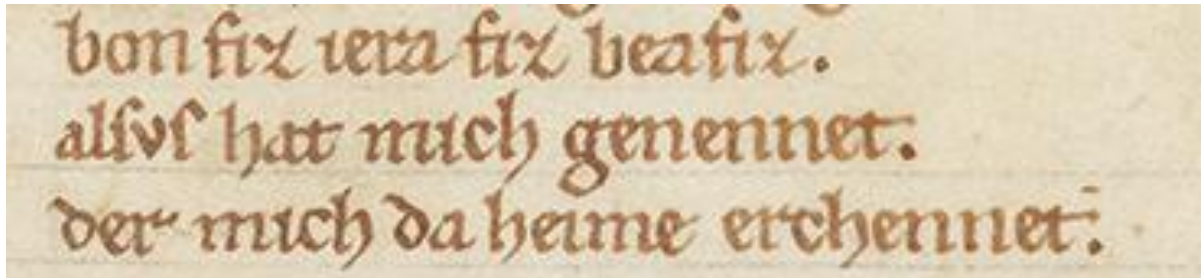 bon fiz iera fiz beafiz.
alſvſ hat mich genennet.
der mich da heime erchennet.